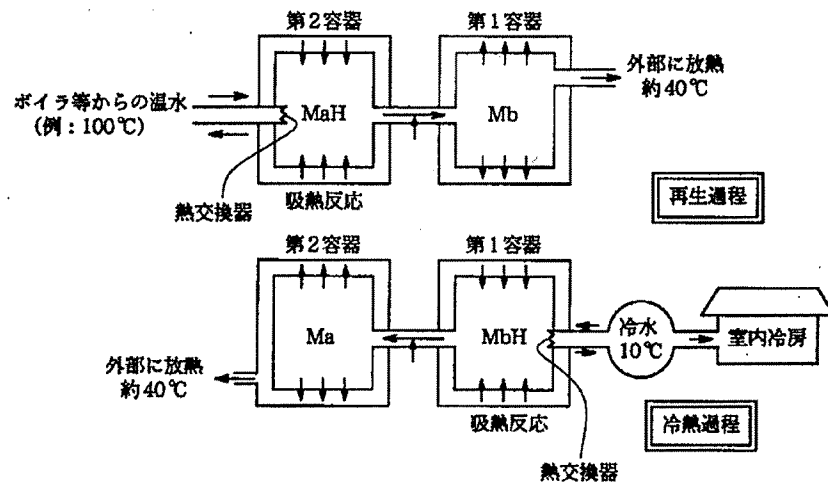 第2容器
第1容器
ボイラ等からの温水
(例：100℃)
MaH
Mb
外部に放熱
約40℃
吸熱反応
熱交換器
再生過程
第2容器
第1容器
Ma
MbH
冷水
10℃
室内冷房
外部に放熱
約40℃
吸熱反応
熱交換器
冷熱過程